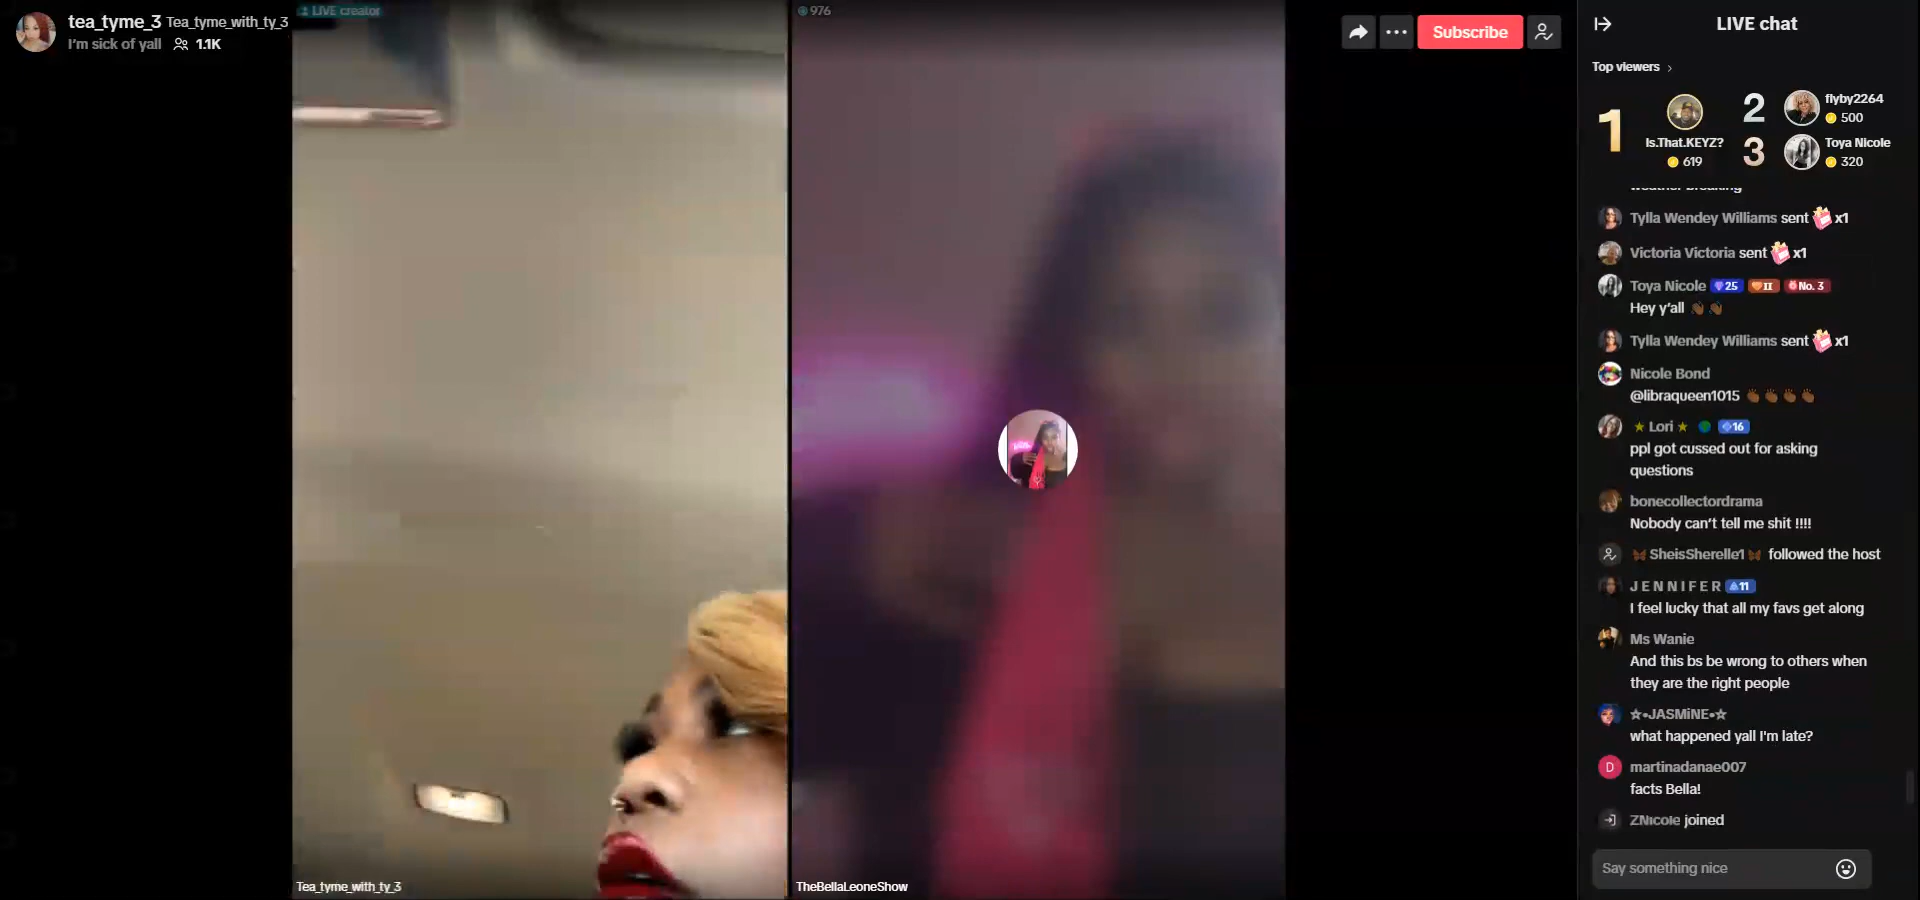 tea_tyme_3 Tea_tyme_with_ty_3
I'm sick of yall 1.1K
LIVE creator
976
Subscribe
LIVE chat
Top viewers
1
Is.That.KEYZ?
619
2
flyby2264
500
3
Toya Nicole
320
weather breaking
Tylla Wendey Williams sent x1
Victoria Victoria sent x1
Toya Nicole 25 II No. 3
Hey y'all
Tylla Wendey Williams sent x1
Nicole Bond
@libraqueen1015
Lori 16
ppl got cussed out for asking
questions
bonecollectordrama
Nobody can't tell me shit !!!!
SheisSherelle1 followed the host
J E N N I F E R 11
I feel lucky that all my favs get along
Ms Wanie
And this bs be wrong to others when
they are the right people
☆•JASMiNE•☆
what happened yall I'm late?
D martinadanae007
facts Bella!
ZNicole joined
Say something nice
Tea_tyme_with_ty_3
TheBellaLeoneShow